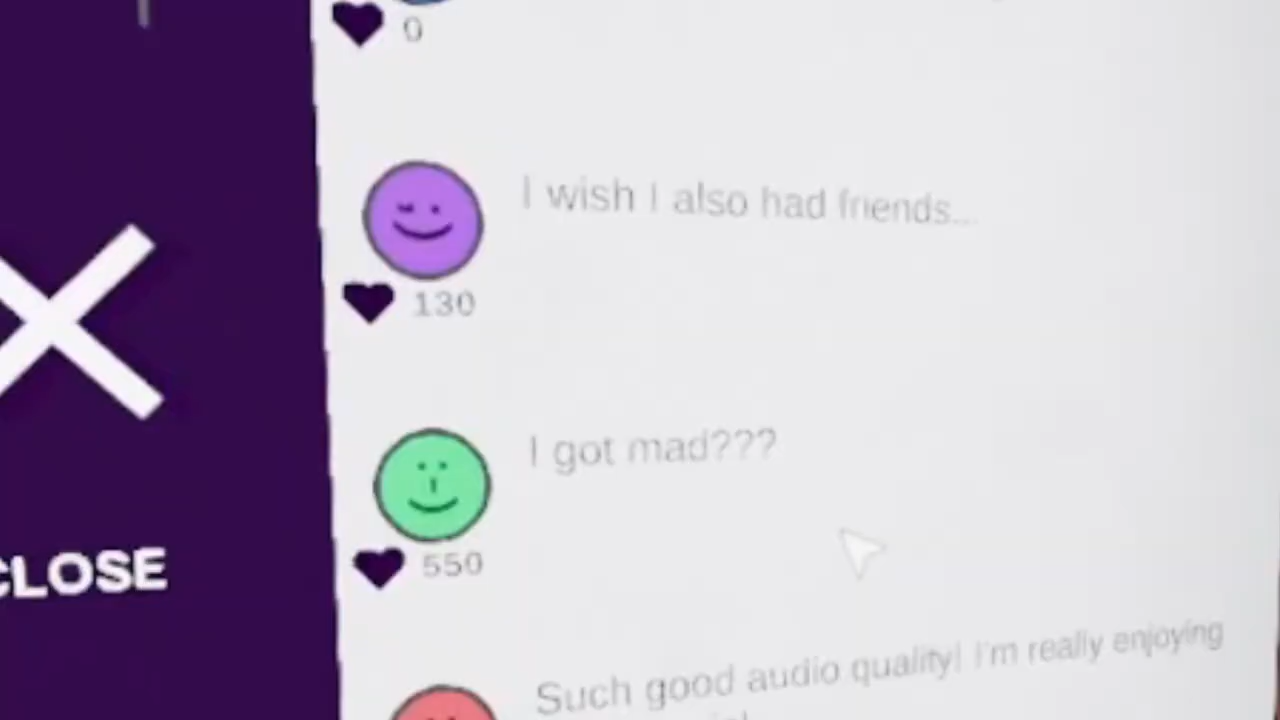 0
I wish I also had friends...
130
I got mad???
550
CLOSE
Such good audio quality! I'm really enjoying